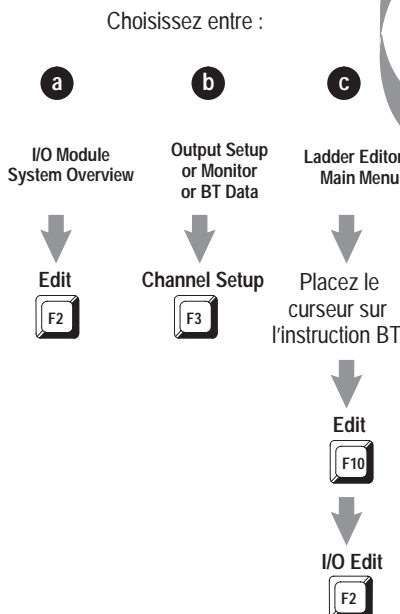 Choisissez entre :
a
b
c
I/O Module
System Overview
Output Setup
or Monitor
or BT Data
Ladder Editor
Main Menu
Edit
F2
Channel Setup
F3
Placez le
curseur sur
l'instruction BT
Edit
F10
I/O Edit
F2